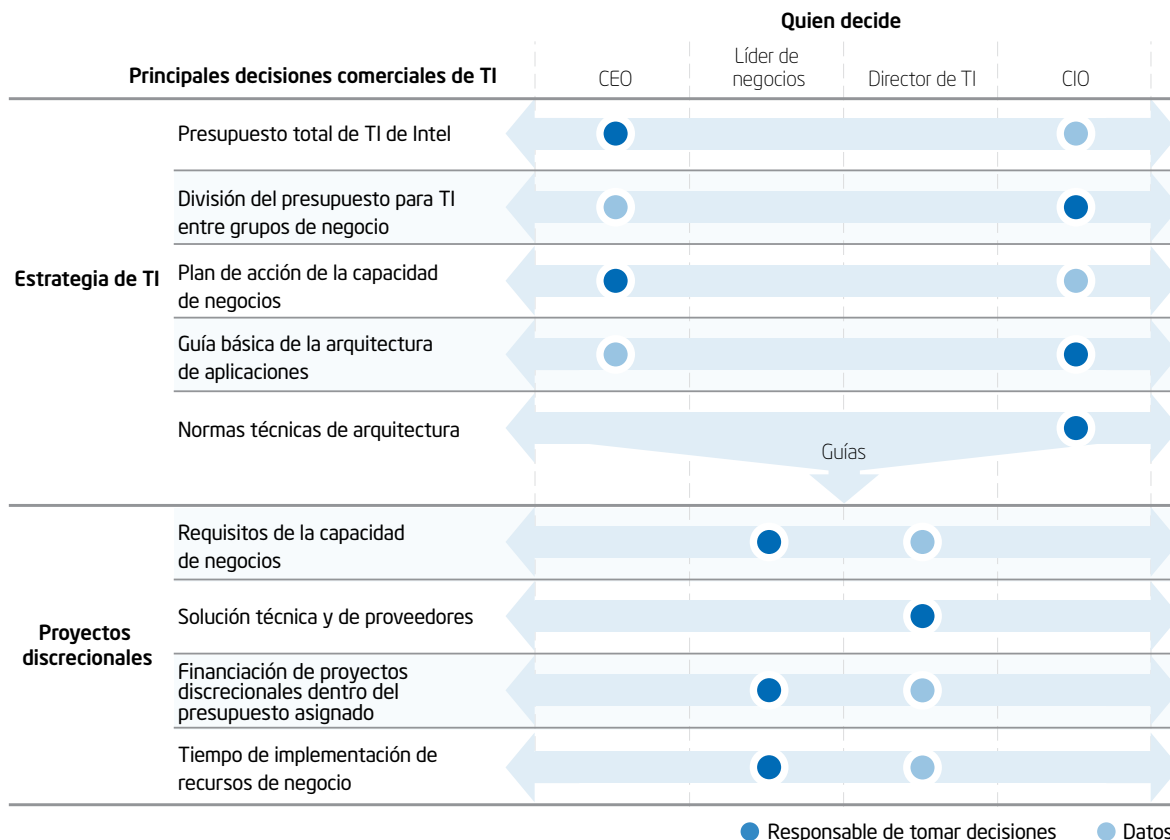 Quien decide
Principales decisiones comerciales de TI
CEO
Líder de
negocios
Director de TI
CIO
Estrategia de TI
Presupuesto total de TI de Intel
División del presupuesto para TI
entre grupos de negocio
Plan de acción de la capacidad
de negocios
Guía básica de la arquitectura
de aplicaciones
Normas técnicas de arquitectura
Guías
Proyectos
discrecionales
Requisitos de la capacidad
de negocios
Solución técnica y de proveedores
Financiación de proyectos
discrecionales dentro del
presupuesto asignado
Tiempo de implementación de
recursos de negocio
Responsable de tomar decisiones
Datos